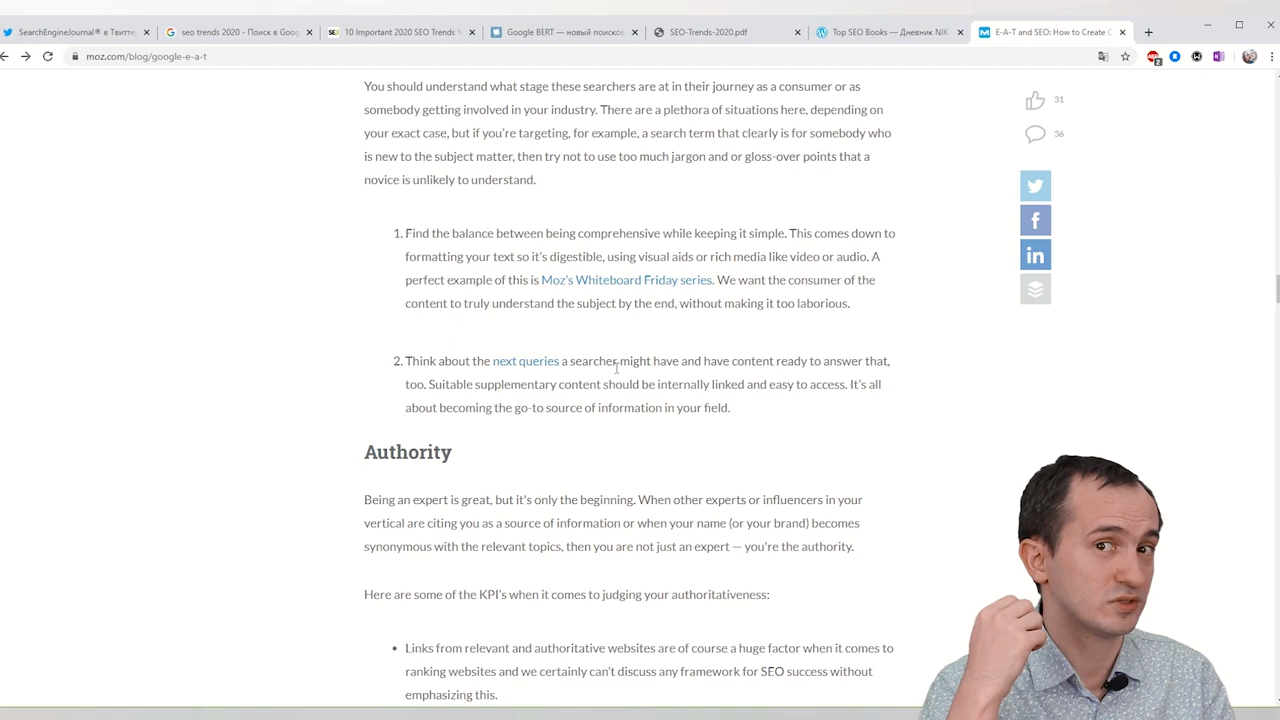 SearchEngineJournal® в Твитте
seo trends 2020 - Поиск в Goog
10 Important 2020 SEO Trends Y
Google BERT — новый поисков
SEO-Trends-2020.pdf
Top SEO Books — Дневник NIK
E-A-T and SEO: How to Create C
moz.com/blog/google-e-a-t
You should understand what stage these searchers are at in their journey as a consumer or as
somebody getting involved in your industry. There are a plethora of situations here, depending on
your exact case, but if you're targeting, for example, a search term that clearly is for somebody who
is new to the subject matter, then try not to use too much jargon and or gloss-over points that a
novice is unlikely to understand.
31
36
1. Find the balance between being comprehensive while keeping it simple. This comes down to
formatting your text so it's digestible, using visual aids or rich media like video or audio. A
perfect example of this is Moz's Whiteboard Friday series. We want the consumer of the
content to truly understand the subject by the end, without making it too laborious.
2. Think about the next queries a searcher might have and have content ready to answer that,
too. Suitable supplementary content should be internally linked and easy to access. It's all
about becoming the go-to source of information in your field.
Authority
Being an expert is great, but it's only the beginning. When other experts or influencers in your
vertical are citing you as a source of information or when your name (or your brand) becomes
synonymous with the relevant topics, then you are not just an expert — you're the authority.
Here are some of the KPI's when it comes to judging your authoritativeness:
• Links from relevant and authoritative websites are of course a huge factor when it comes to
ranking websites and we certainly can't discuss any framework for SEO success without
emphasizing this.